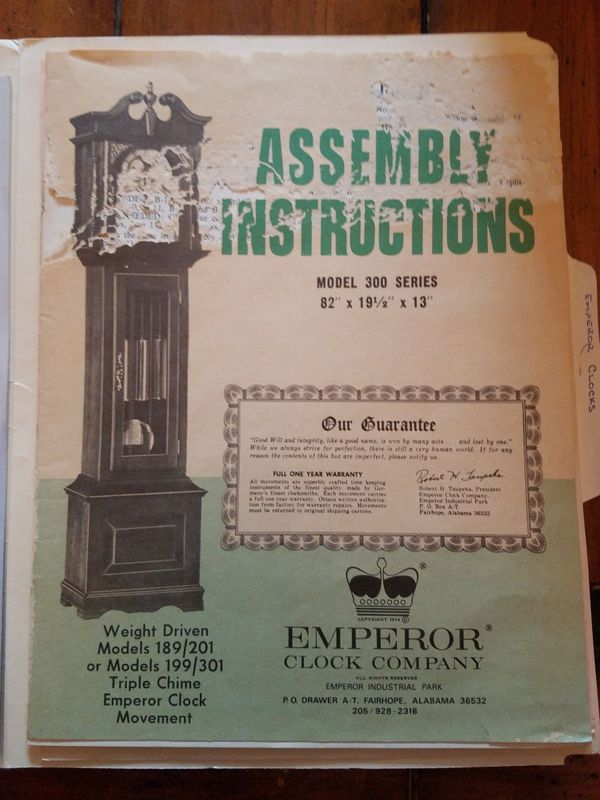 ASSEMBLY
INSTRUCTIONS
MODEL 300 SERIES
82" x 19½" x 13"
EMPEROR CLOCKS
Our Guarantee
"Good Will and integrity, like a good name, is won by many acts . . . and lost by one."
While we always strive for perfection, there is still a very human world. If for any
reason the contents of this box are imperfect, please notify us.
FULL ONE YEAR WARRANTY
All movements are superbly crafted time keeping
instruments of the finest quality, made by Ger-
many's finest clocksmiths. Each movement carries
a full one year warranty. Obtain written authoriza-
tion from factory for warranty repairs. Movements
must be returned in original shipping cartons.
Robert H. Taupeka
Robert H. Taupeka, President
Emperor Clock Company
Emperor Industrial Park
P. O. Box A-T
Fairhope, Alabama 36532
Weight Driven
Models 189/201
or Models 199/301
Triple Chime
Emperor Clock
Movement
®
COPYRIGHT 1974 ©
EMPEROR®
CLOCK COMPANY
ALL RIGHTS RESERVED
EMPEROR INDUSTRIAL PARK
P.O. DRAWER A-T, FAIRHOPE, ALABAMA 36532
205/928-2316